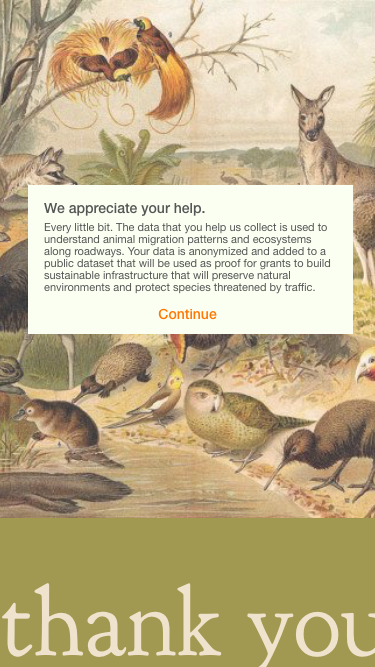 We appreciate your help.
Every little bit. The data that you help us collect is used to
understand animal migration patterns and ecosystems
along roadways. Your data is anonymized and added to a
public dataset that will be used as proof for grants to build
sustainable infrastructure that will preserve natural
environments and protect species threatened by traffic.
Continue
thank you